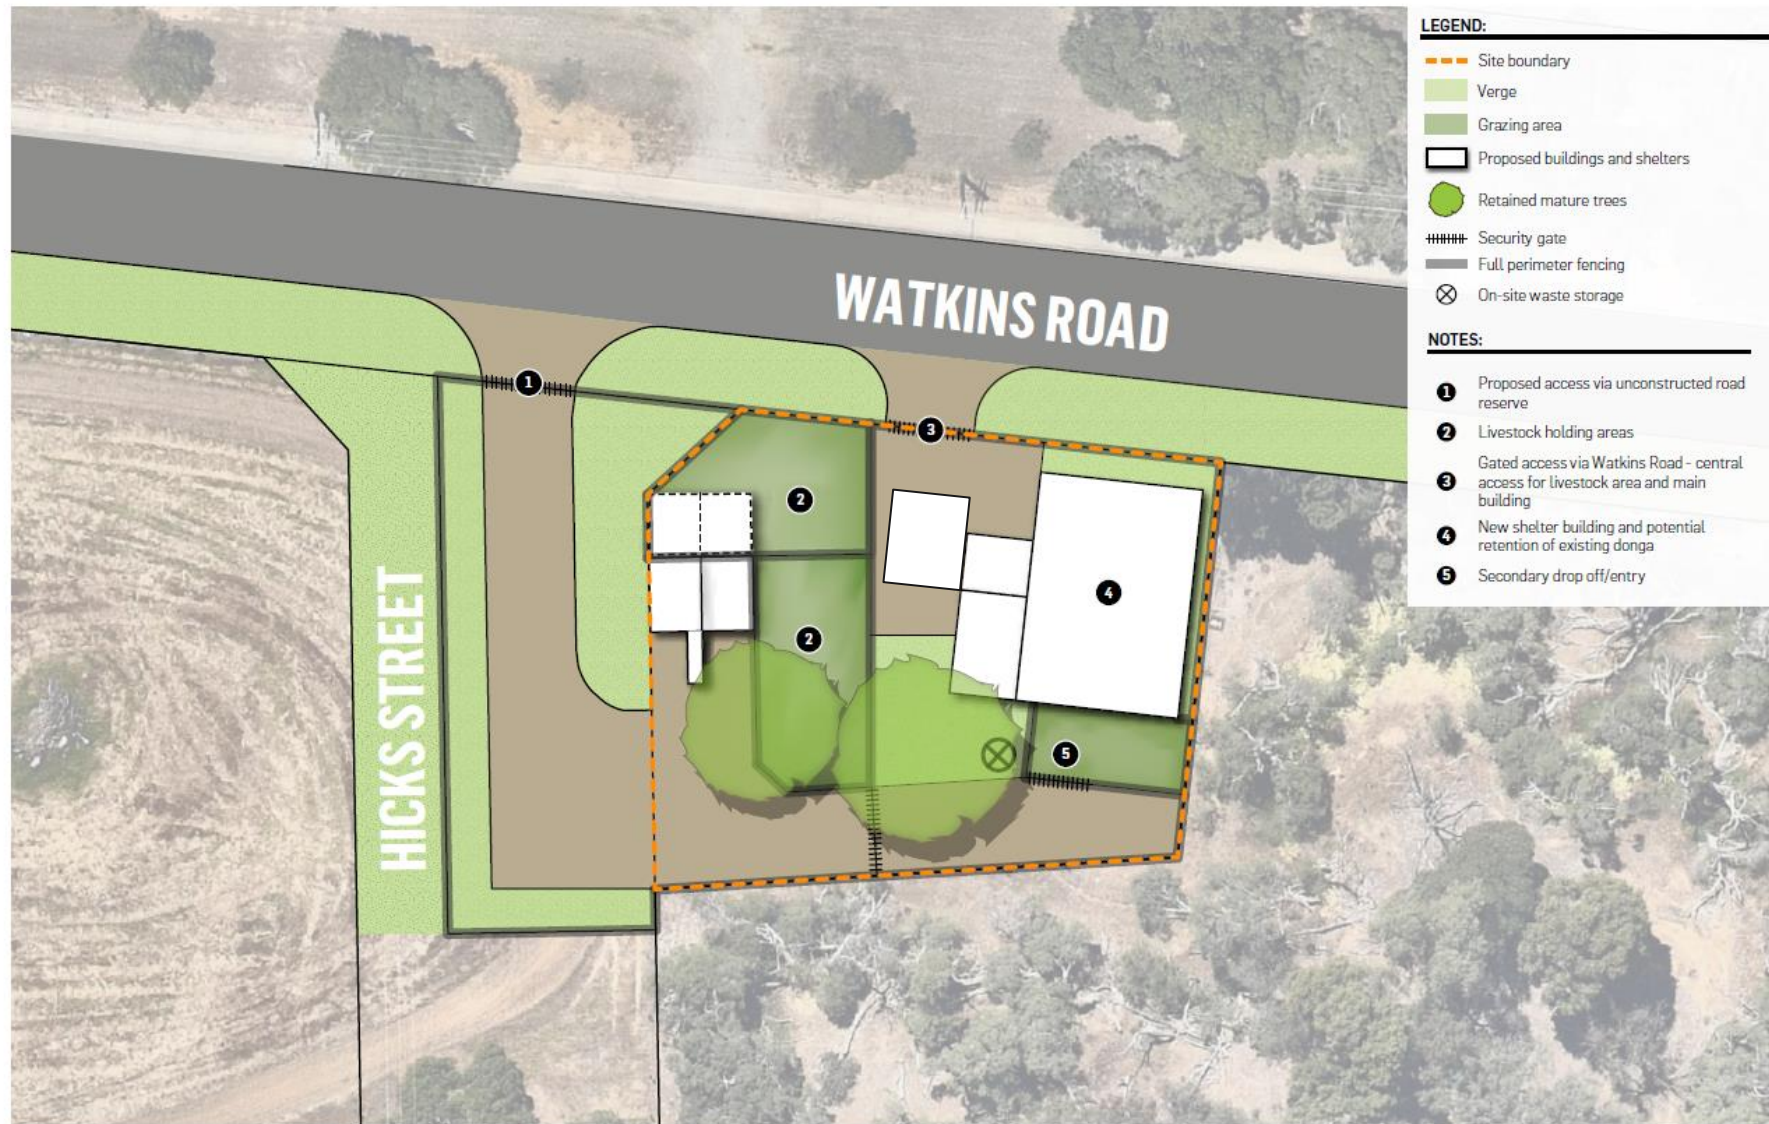 WATKINS ROAD
HICKS STREET
1
3
2
2
4
5
LEGEND:
Site boundary
Verge
Grazing area
Proposed buildings and shelters
Retained mature trees
Security gate
Full perimeter fencing
On-site waste storage
NOTES:
1 Proposed access via unconstructed road
reserve
2 Livestock holding areas
3 Gated access via Watkins Road - central
access for livestock area and main
building
4 New shelter building and potential
retention of existing donga
5 Secondary drop off/entry